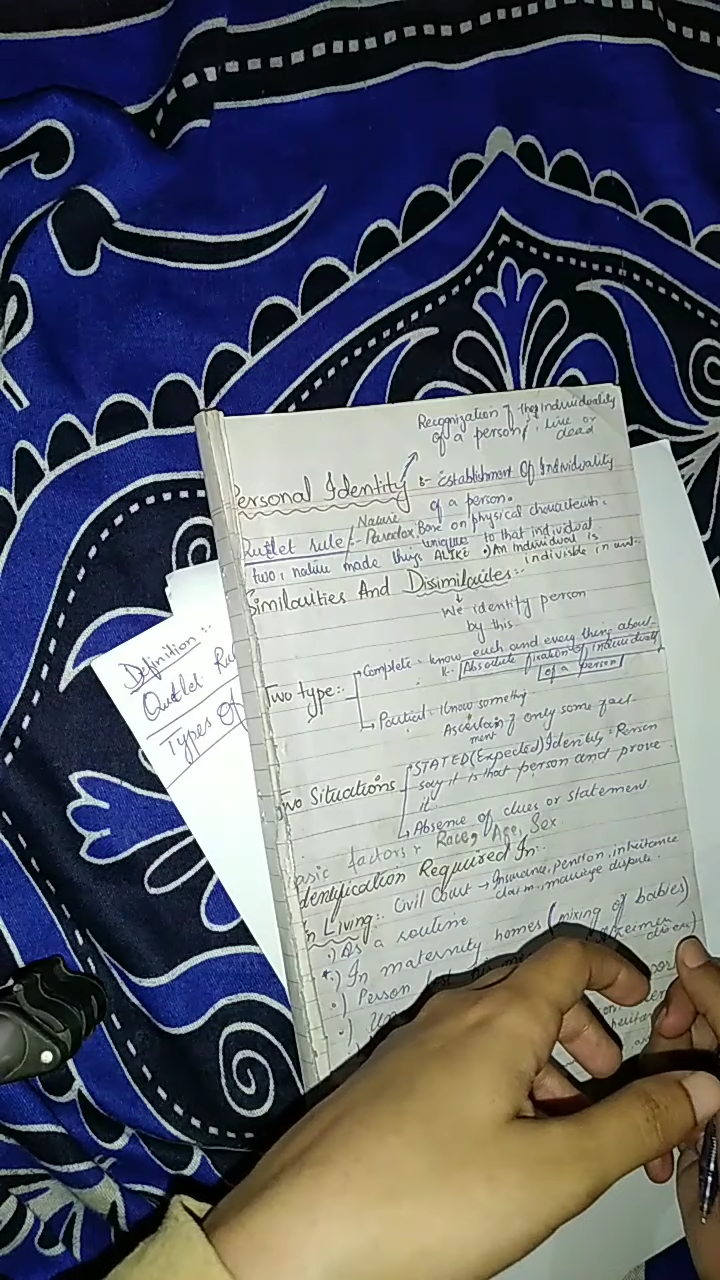 Recognization of the individuality
of a person, live or
dead
Personal Identity :- Establishment Of Individuality
of a person.
Quetlet rule :- Nature Paradox, Base on physical characteristi.
unique to that individual
two, nature made things ALIKE • An individual is
indivisble in
Similarities And Disimilarites:-
We identify person
by this
Two type:- Complete - know each and every thing about
Absolute fixation of individuality
of a person
Partial - Know something
Ascertainment of only some fact
Two Situations STATED (Expected) Identity - Person
say it is that person and prove
it
Absence of clues or statement
basic factors Race, Age, Sex
Identification Required In:-
In Living:- Civil Court → Insurance, pension, inheritance
claim, marriage dispute.
•) As a routine
•) In maternity homes (mixing of babies)
•) Person lost his
•) Un
Definition :-
Quetlet Ru
Types of